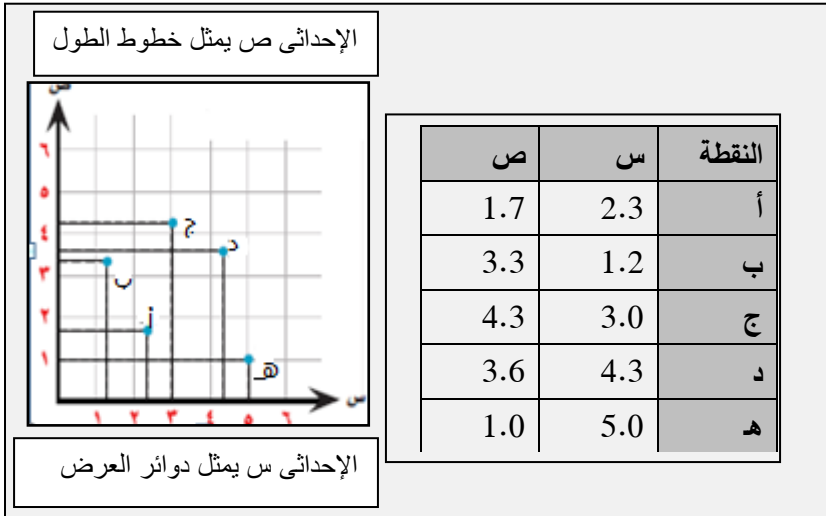 الإحداثى ص يمثل خطوط الطول
ص
٦
٥
٤
٣
٢
١
ج
د
ب
أ
هـ
١ ٢ ٣ ٤ ٥ ٦ س
الإحداثى س يمثل دوائر العرض
النقطة س ص
أ 2.3 1.7
ب 1.2 3.3
ج 3.0 4.3
د 4.3 3.6
هـ 5.0 1.0